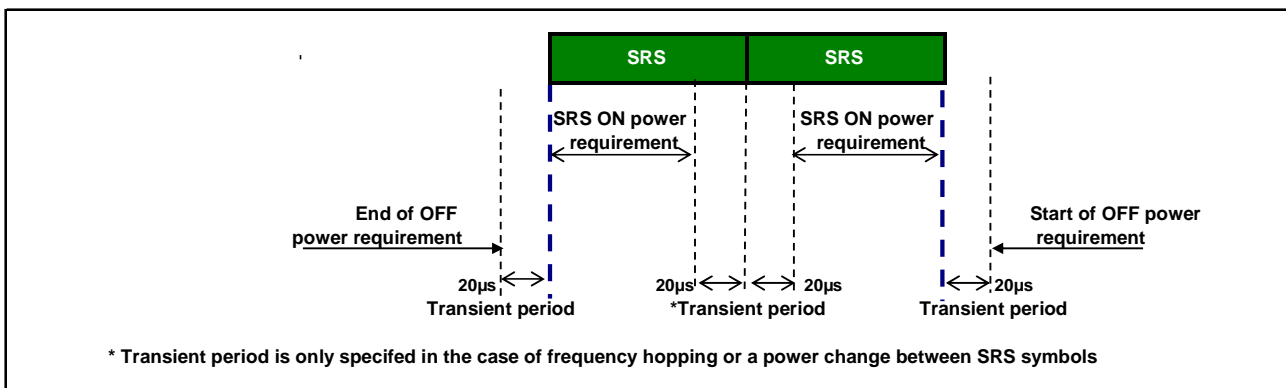 SRS SRS
SRS ON power requirement
SRS ON power requirement
End of OFF power requirement
Start of OFF power requirement
20µs 20µs 20µs 20µs
Transient period *Transient period Transient period
* Transient period is only specifed in the case of frequency hopping or a power change between SRS symbols